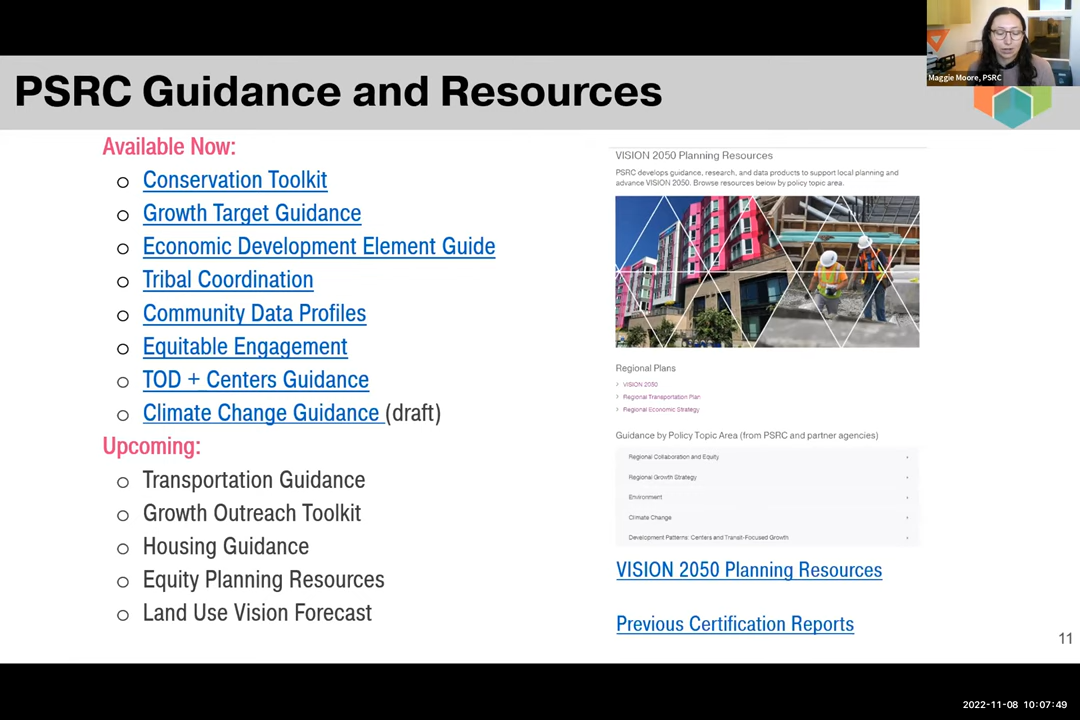 Maggie Moore, PSRC
PSRC Guidance and Resources
Available Now:
Conservation Toolkit
Growth Target Guidance
Economic Development Element Guide
Tribal Coordination
Community Data Profiles
Equitable Engagement
TOD + Centers Guidance
Climate Change Guidance (draft)
Upcoming:
Transportation Guidance
Growth Outreach Toolkit
Housing Guidance
Equity Planning Resources
Land Use Vision Forecast
VISION 2050 Planning Resources
PSRC develops guidance, research, and data products to support local planning and
advance VISION 2050. Browse resources below by policy topic area.
Regional Plans
VISION 2050
Regional Transportation Plan
Regional Economic Strategy
Guidance by Policy Topic Area (from PSRC and partner agencies)
Regional Collaboration and Equity
Regional Growth Strategy
Environment
Climate Change
Development Patterns: Centers and Transit-Focused Growth
VISION 2050 Planning Resources
Previous Certification Reports
11
2022-11-08 10:07:49